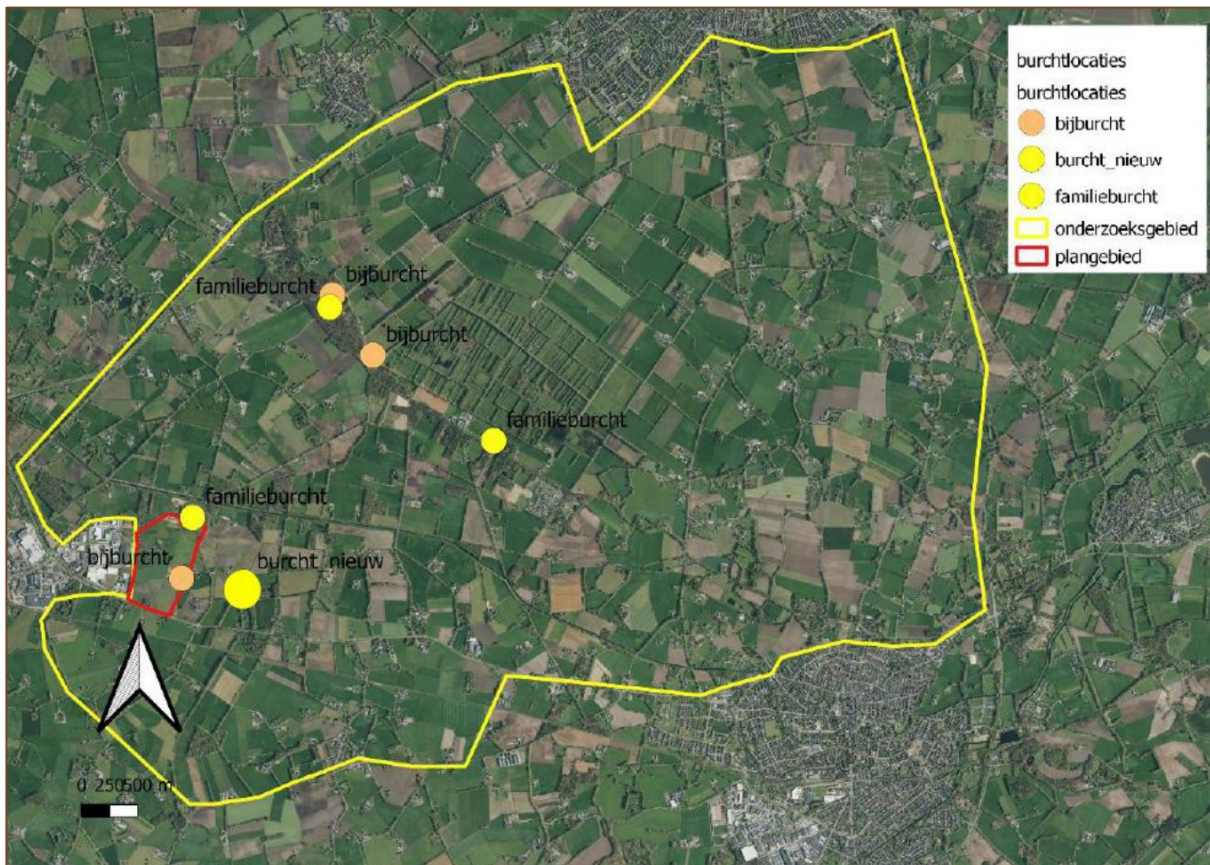 burchtlocaties
burchtlocaties
bijburcht
burcht_nieuw
familieburcht
onderzoeksgebied
plangebied
bijburcht
familieburcht
bijburcht
familieburcht
familieburcht
bijburcht
burcht_nieuw
0 250500 m